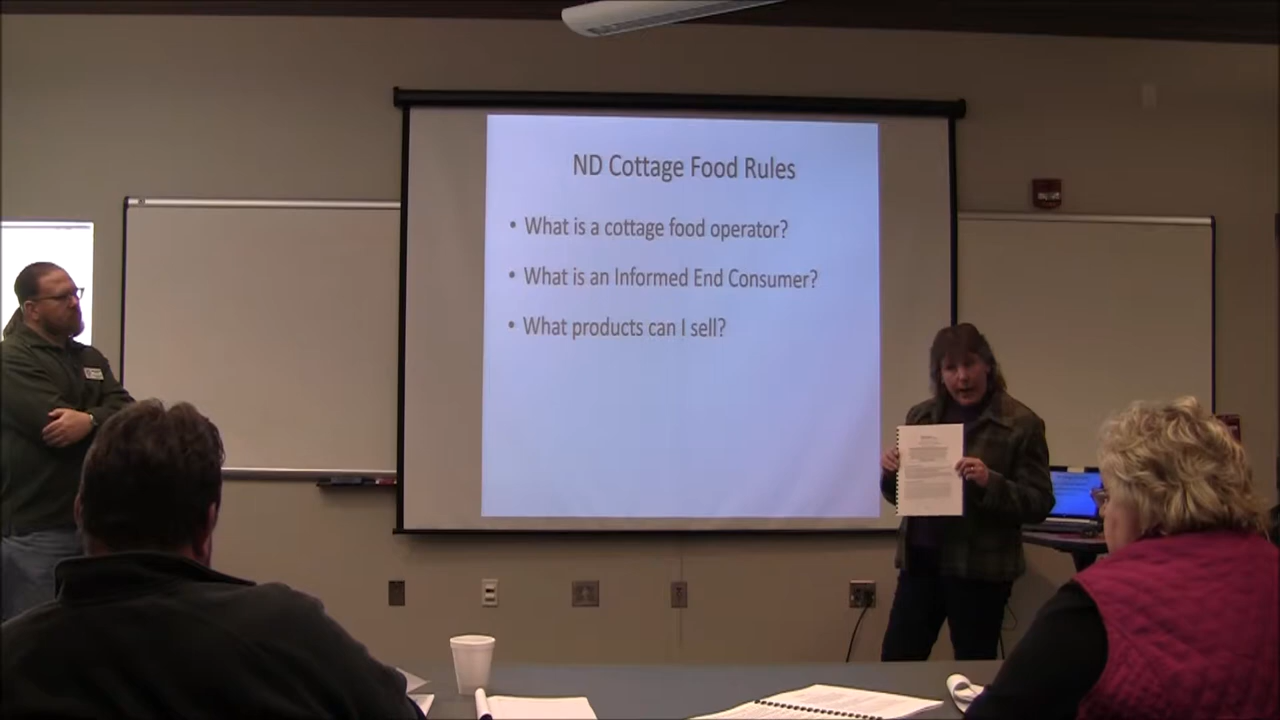 ND Cottage Food Rules
• What is a cottage food operator?
• What is an Informed End Consumer?
• What products can I sell?